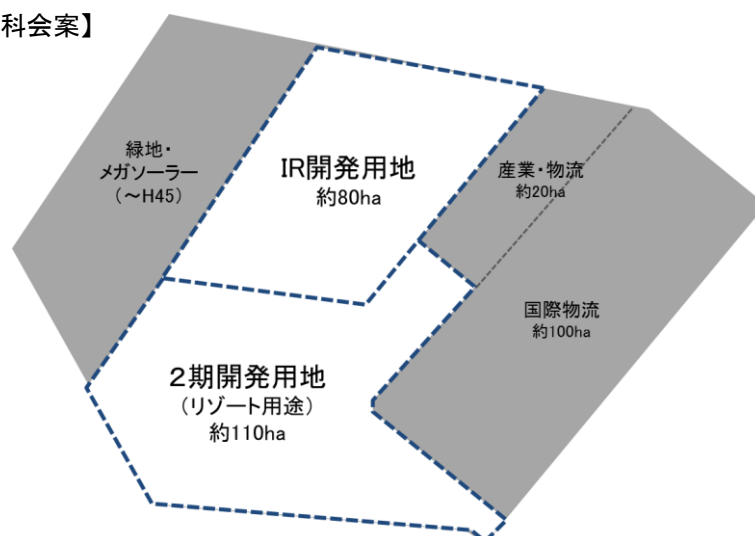 科会案】
緑地・
メガソーラー
（～H45）
IR開発用地
約80ha
産業・物流
約20ha
国際物流
約100ha
２期開発用地
（リゾート用途）
約110ha